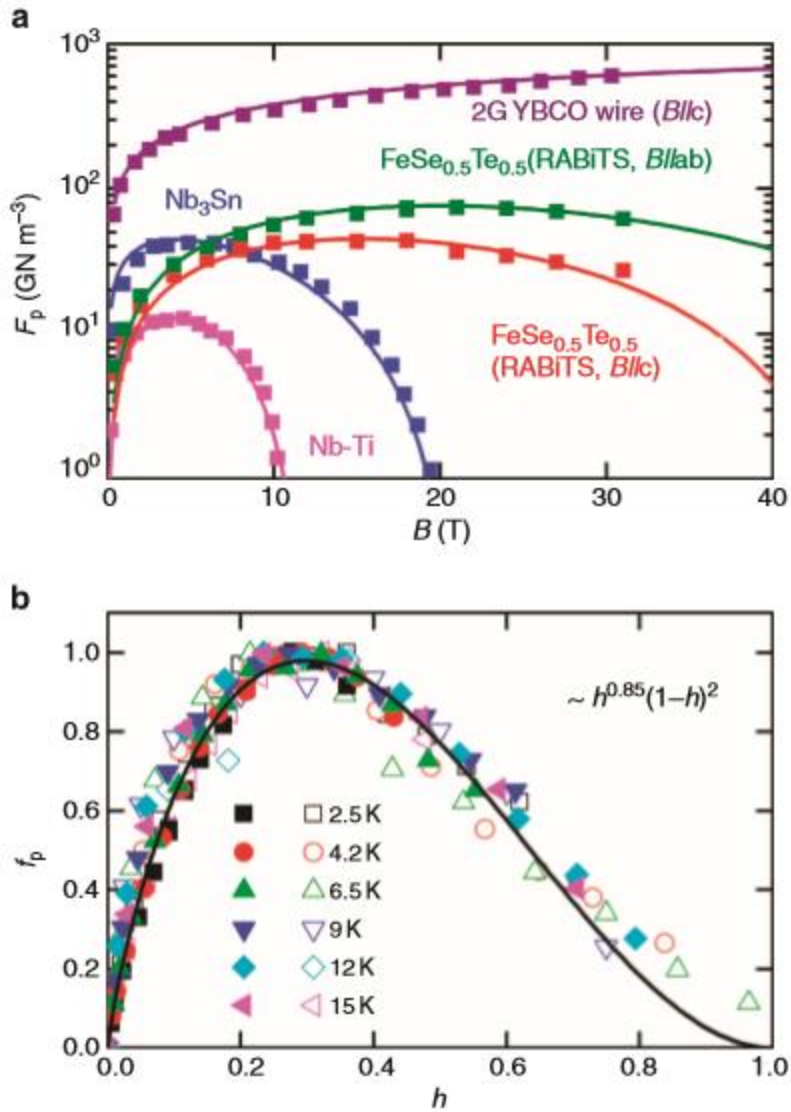 a
10³
2G YBCO wire (B//c)
FeSe₀.₅Te₀.₅(RABiTS, B//ab)
10²
Nb₃Sn
Fₚ (GN m⁻³)
10¹
FeSe₀.₅Te₀.₅
(RABiTS, B//c)
Nb-Ti
10⁰
0 10 20 30 40
B (T)
b
1.0
~ h⁰·⁸⁵(1–h)²
0.8
0.6
2.5 K
fₚ
4.2 K
0.4
6.5 K
9 K
0.2
12 K
15 K
0.0
0.0 0.2 0.4 0.6 0.8 1.0
h